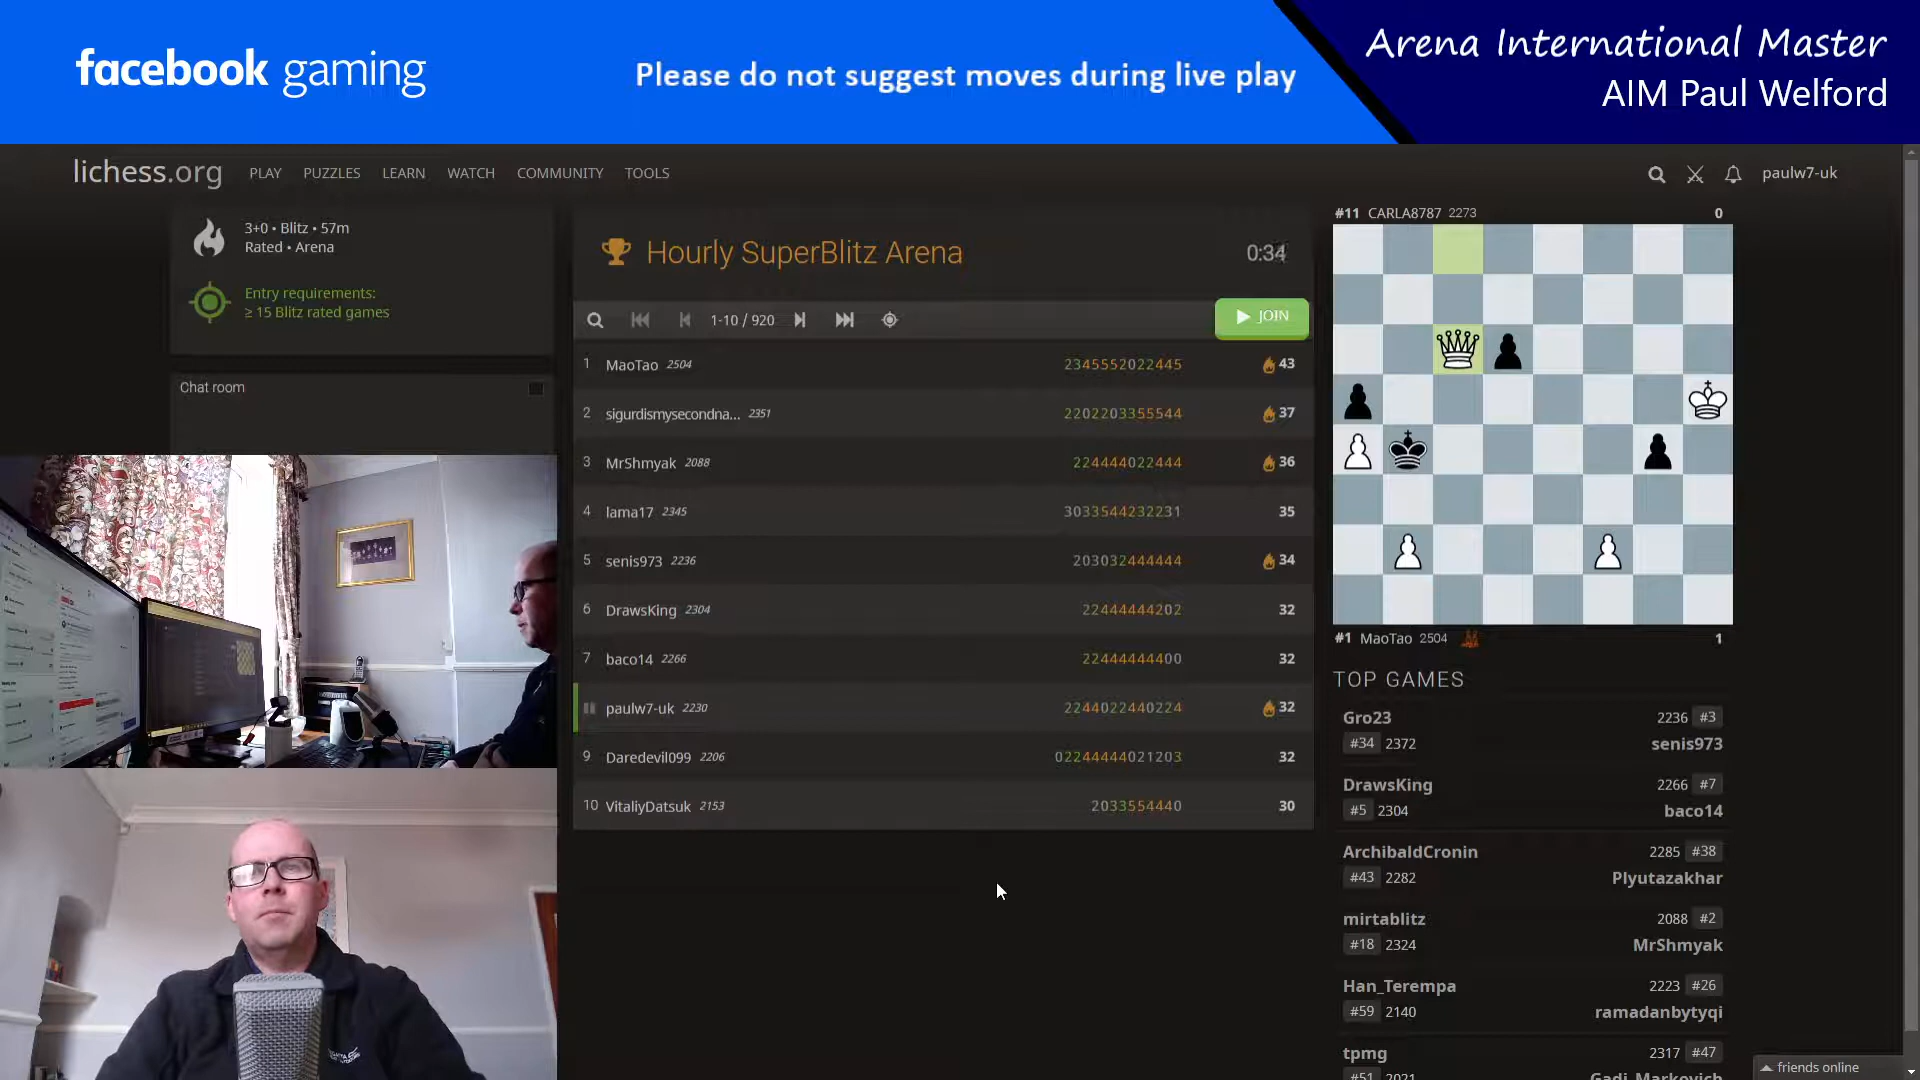 facebook gaming
Please do not suggest moves during live play
Arena International Master
AIM Paul Welford
lichess.org PLAY PUZZLES LEARN WATCH COMMUNITY TOOLS paulw7-uk
3+0 • Blitz • 57m
Rated • Arena
Entry requirements:
≥ 15 Blitz rated games
Chat room
Hourly SuperBlitz Arena 0:34
1-10 / 920 JOIN
1 MaoTao 2504 2345552022445 43
2 sigurdismysecondna... 2351 2202203355544 37
3 MrShmyak 2088 224444022444 36
4 lama17 2345 3033544232231 35
5 senis973 2236 203032444444 34
6 DrawsKing 2304 22444444202 32
7 baco14 2266 22444444400 32
paulw7-uk 2230 2244022440224 32
9 Daredevil099 2206 02244444021203 32
10 VitaliyDatsuk 2153 2033554440 30
#11 CARLA8787 2273 0
#1 MaoTao 2504 1
TOP GAMES
Gro23 2236 #3
#34 2372 senis973
DrawsKing 2266 #7
#5 2304 baco14
ArchibaldCronin 2285 #38
#43 2282 Plyutazakhar
mirtablitz 2088 #2
#18 2324 MrShmyak
Han_Terempa 2223 #26
#59 2140 ramadanbytyqi
tpmg 2317 #47
#51 2021 Gadi_Markovich
friends online